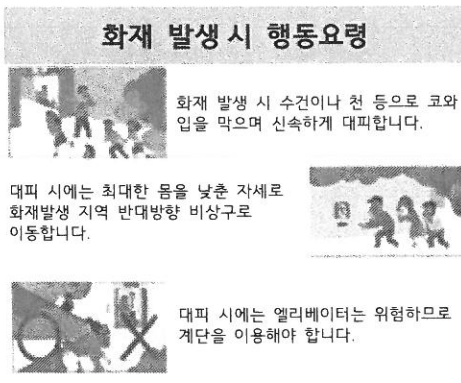 화재 발생 시 행동요령
화재 발생 시 수건이나 천 등으로 코와
입을 막으며 신속하게 대피합니다.
대피 시에는 최대한 몸을 낮춘 자세로
화재발생 지역 반대방향 비상구로
이동합니다.
대피 시에는 엘리베이터는 위험하므로
계단을 이용해야 합니다.